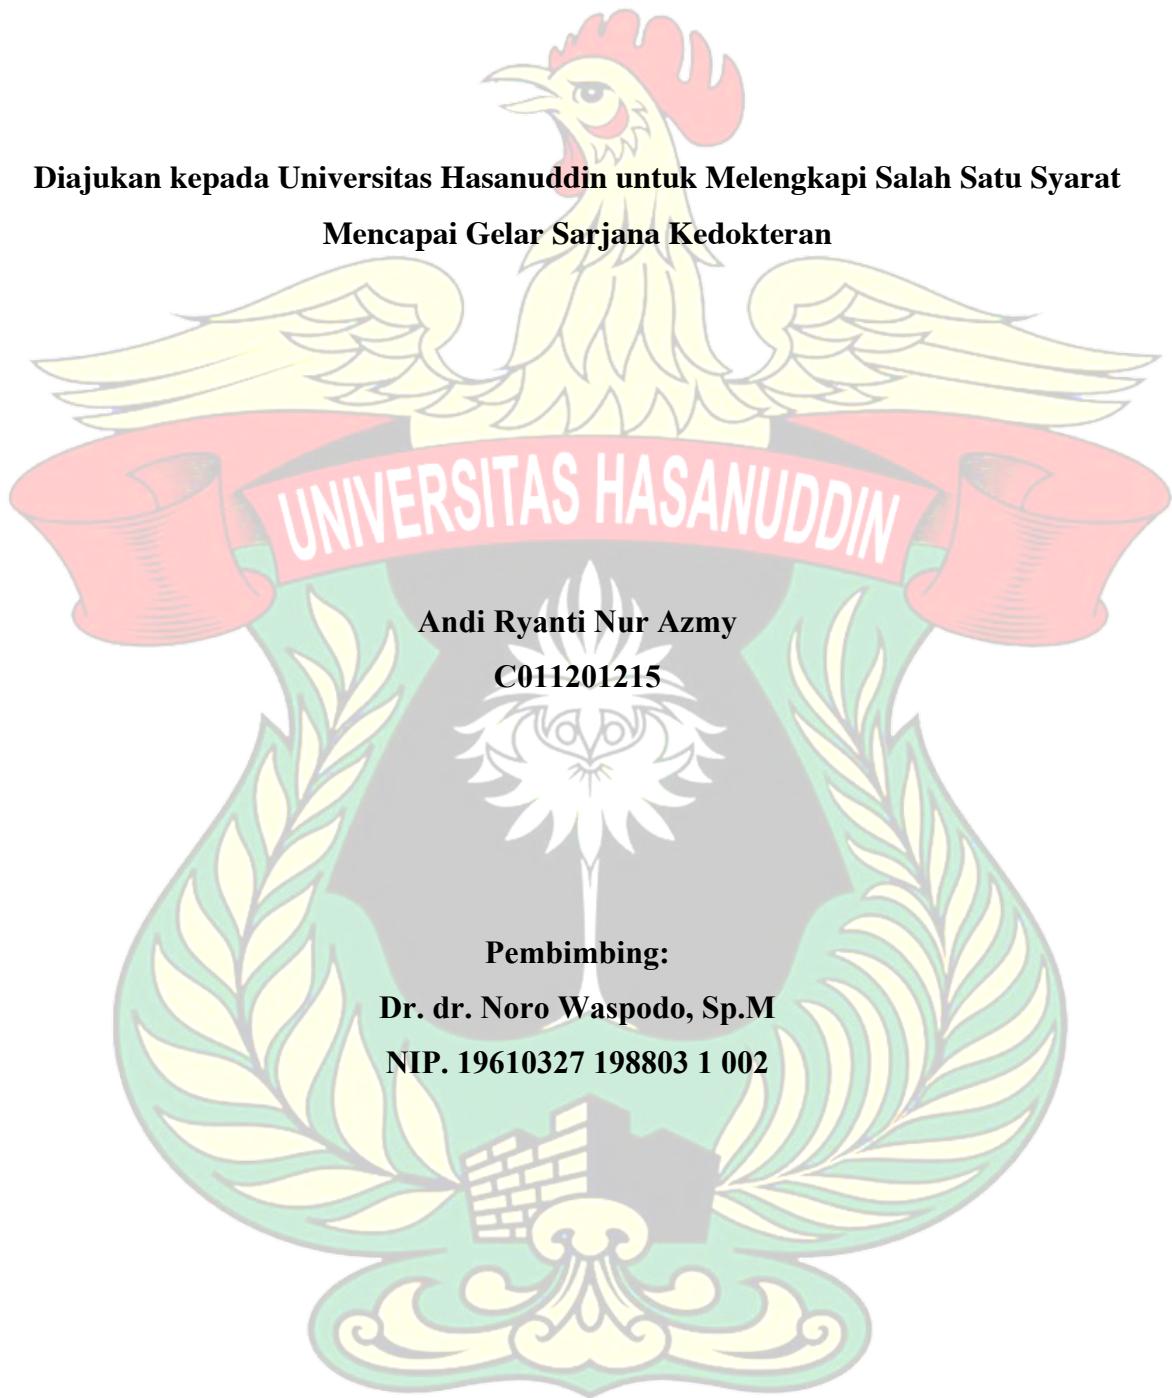 Diajukan kepada Universitas Hasanuddin untuk Melengkapi Salah Satu Syarat
Mencapai Gelar Sarjana Kedokteran
UNIVERSITAS HASANUDDIN
Andi Ryanti Nur Azmy
C011201215
Pembimbing:
Dr. dr. Noro Waspodo, Sp.M
NIP. 19610327 198803 1 002